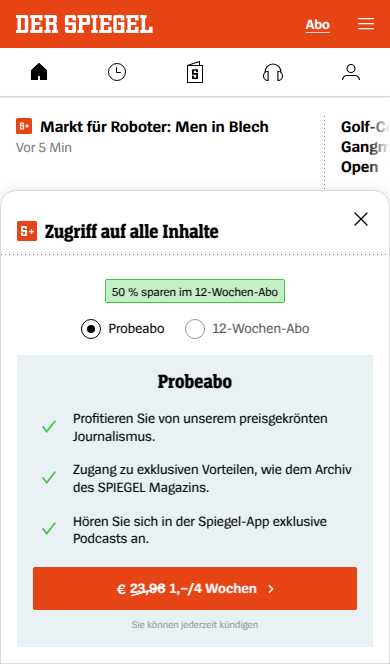 DER SPIEGEL
Abo
S+ Markt für Roboter: Men in Blech
Vor 5 Min
Golf-C
Gangm
Open
S+ Zugriff auf alle Inhalte
50 % sparen im 12-Wochen-Abo
Probeabo
12-Wochen-Abo
Probeabo
Profitieren Sie von unserem preisgekrönten
Journalismus.
Zugang zu exklusiven Vorteilen, wie dem Archiv
des SPIEGEL Magazins.
Hören Sie sich in der Spiegel-App exklusive
Podcasts an.
€ 23,96 1,–/4 Wochen
Sie können jederzeit kündigen